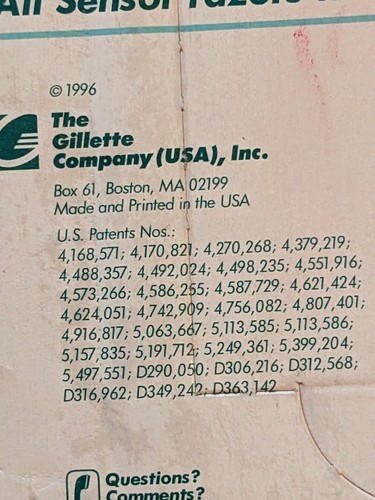 All Sensor razors
© 1996
The
Gillette
Company (USA), Inc.
Box 61, Boston, MA 02199
Made and Printed in the USA
U.S. Patents Nos.:
4,168,571; 4,170,821; 4,270,268; 4,379,219;
4,488,357; 4,492,024; 4,498,235; 4,551,916;
4,573,266; 4,586,255; 4,587,729; 4,621,424;
4,624,051; 4,742,909; 4,756,082; 4,807,401;
4,916,817; 5,063,667; 5,113,585; 5,113,586;
5,157,835; 5,191,712; 5,249,361; 5,399,204;
5,497,551; D290,050; D306,216; D312,568;
D316,962; D349,242; D363,142
Questions?
Comments?